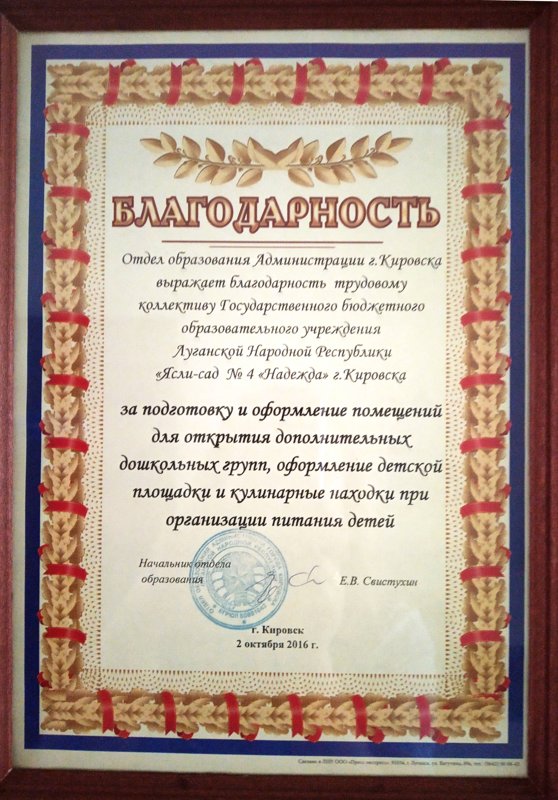 БЛАГОДАРНОСТЬ
Отдел образования Администрации г.Кировска
выражает благодарность трудовому
коллективу Государственного бюджетного
образовательного учреждения
Луганской Народной Республики
«Ясли-сад № 4 «Надежда» г.Кировска
за подготовку и оформление помещений
для открытия дополнительных
дошкольных групп, оформление детской
площадки и кулинарные находки при
организации питания детей
Начальник отдела
образования
Е.В. Свистухин
г. Кировск
2 октября 2016 г.